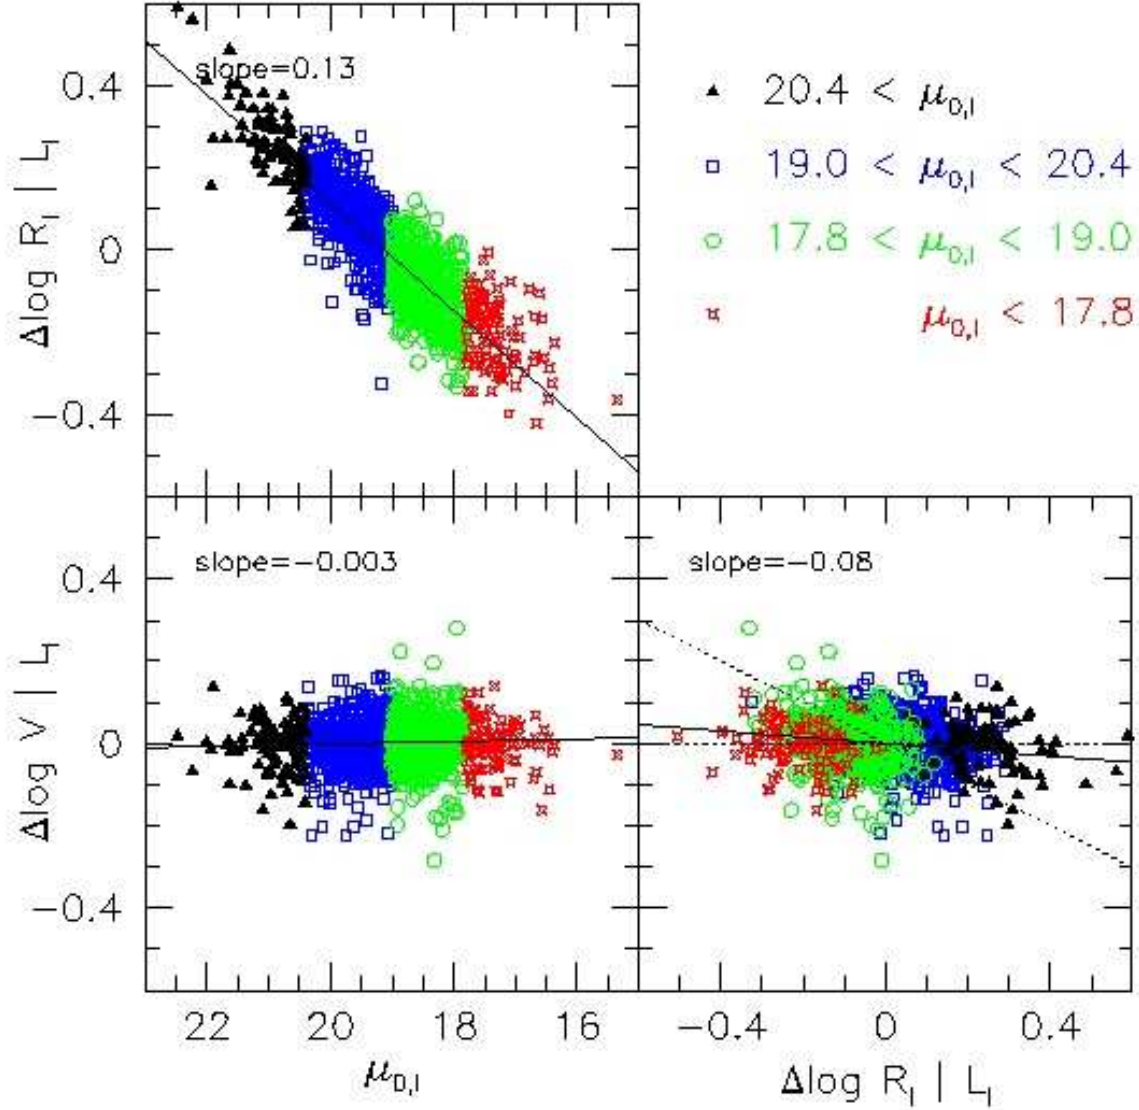 slope=0.13
0.4
0
−0.4
Δlog R_I | L_I
20.4 < μ_0,I
19.0 < μ_0,I < 20.4
17.8 < μ_0,I < 19.0
μ_0,I < 17.8
slope=−0.003
slope=−0.08
0.4
0
−0.4
Δlog V | L_I
22 20 18 16
−0.4 0 0.4
μ_0,I
Δlog R_I | L_I